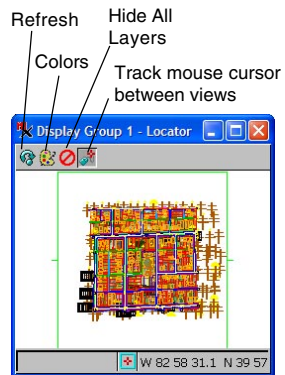 Refresh
Hide All
Layers
Colors
Track mouse cursor
between views
Display Group 1 - Locator
W 82 58 31.1 N 39 57